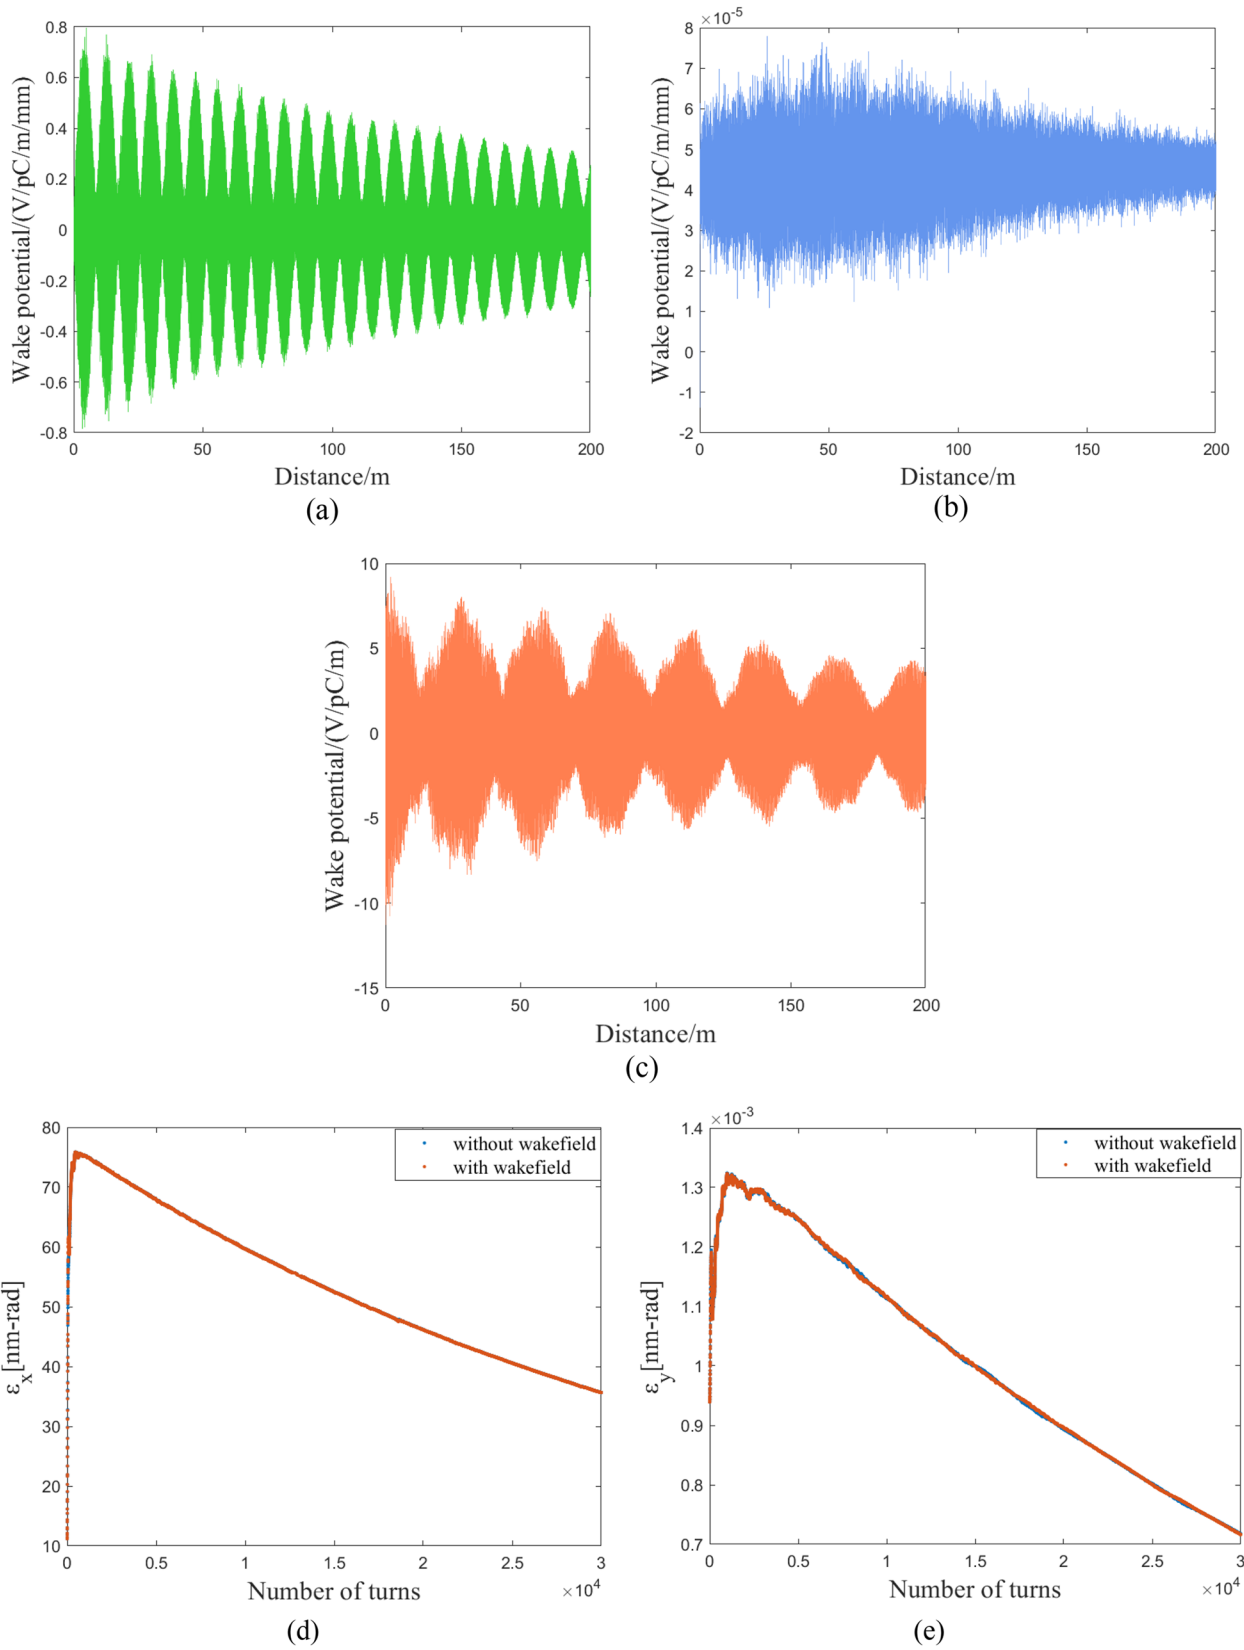 0.8
0.6
0.4
0.2
0
-0.2
-0.4
-0.6
-0.8
Wake potential/(V/pC/m/mm)
0 50 100 150 200
Distance/m
(a)
×10⁻⁵
8
7
6
5
4
3
2
1
0
-1
-2
Wake potential/(V/pC/m/mm)
0 50 100 150 200
Distance/m
(b)
10
5
0
-5
-10
-15
Wake potential/(V/pC/m)
0 50 100 150 200
Distance/m
(c)
80
70
60
50
40
30
20
10
εx[nm-rad]
without wakefield
with wakefield
0 0.5 1 1.5 2 2.5 3
Number of turns
×10⁴
(d)
×10⁻³
1.4
1.3
1.2
1.1
1
0.9
0.8
0.7
εy[nm-rad]
without wakefield
with wakefield
0 0.5 1 1.5 2 2.5 3
Number of turns
×10⁴
(e)